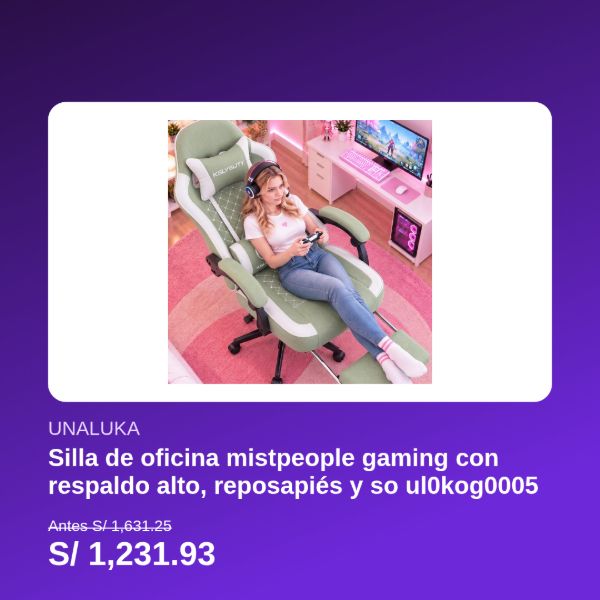 UNALUKA
Silla de oficina mistpeople gaming con
respaldo alto, reposapiés y so ul0kog0005
Antes S/ 1,631.25
S/ 1,231.93